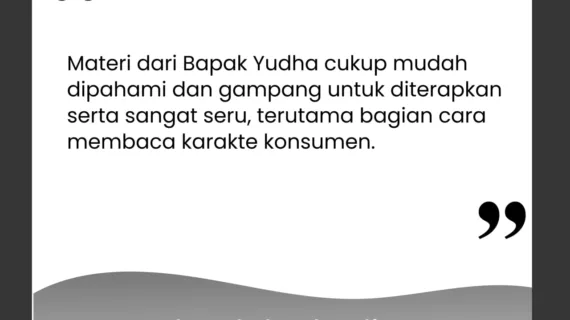 Materi dari Bapak Yudha cukup mudah
dipahami dan gampang untuk diterapkan
serta sangat seru, terutama bagian cara
membaca karakte konsumen.
”